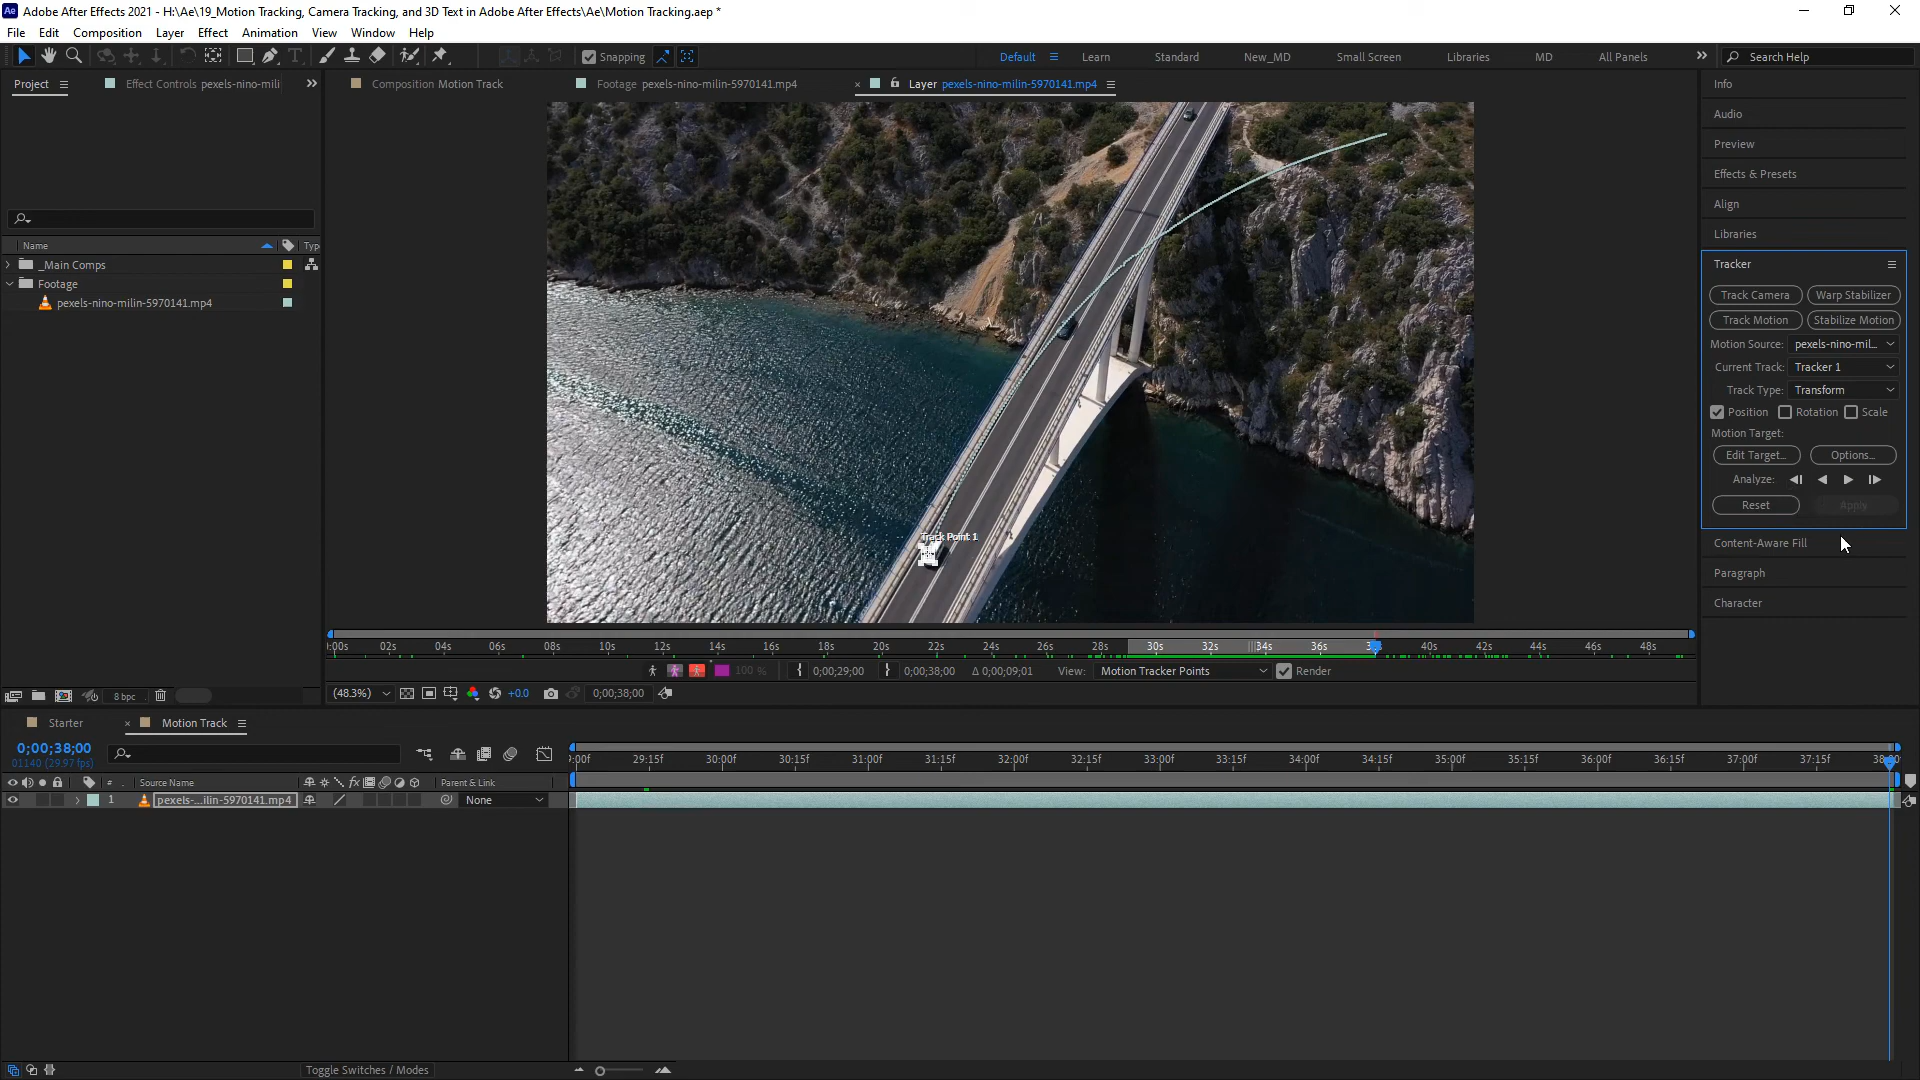 Adobe After Effects 2021 - H:\Ae\19_Motion Tracking, Camera Tracking, and 3D Text in Adobe After Effects\Ae\Motion Tracking.aep *
File Edit Composition Layer Effect Animation View Window Help
Snapping Default Learn Standard New_MD Small Screen Libraries MD All Panels Search Help
Project Effect Controls pexels-nino-mili
Composition Motion Track Footage pexels-nino-milin-5970141.mp4 Layer pexels-nino-milin-5970141.mp4
Name Typ
_Main Comps
Footage
pexels-nino-milin-5970141.mp4
Track Point 1
Info
Audio
Preview
Effects & Presets
Align
Libraries
Tracker
Track Camera Warp Stabilizer
Track Motion Stabilize Motion
Motion Source: pexels-nino-mil...
Current Track: Tracker 1
Track Type: Transform
Position Rotation Scale
Motion Target:
Edit Target... Options...
Analyze:
Reset Apply
Content-Aware Fill
Paragraph
Character
:00s 02s 04s 06s 08s 10s 12s 14s 16s 18s 20s 22s 24s 26s 28s 30s 32s 34s 36s 40s 42s 44s 46s 48s
100 % 0;00;29;00 0;00;38;00 Δ 0;00;09;01 View: Motion Tracker Points Render
8 bpc (48.3%) +0.0 0;00;38;00
Starter Motion Track
0;00;38;00
01140 (29.97 fps)
9:00f 29:15f 30:00f 30:15f 31:00f 31:15f 32:00f 32:15f 33:00f 33:15f 34:00f 34:15f 35:00f 35:15f 36:00f 36:15f 37:00f 37:15f
# Source Name fx Parent & Link
1 pexels-...ilin-5970141.mp4 None
Toggle Switches / Modes